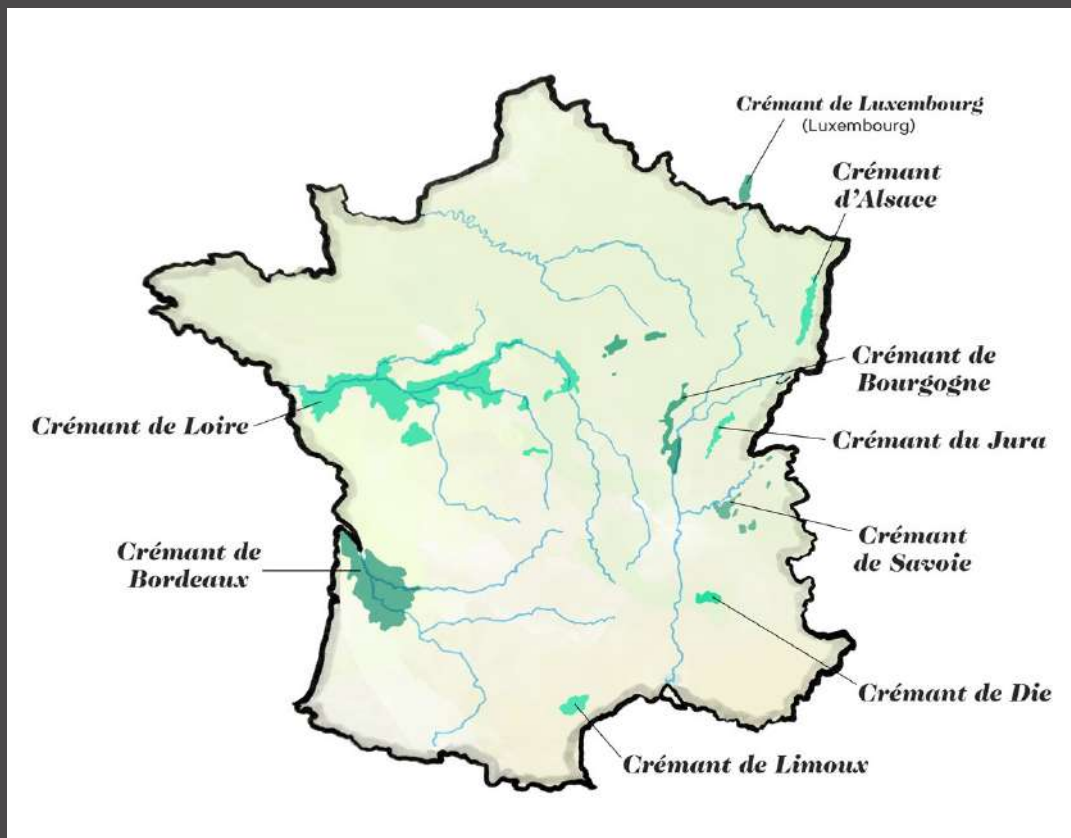 Crémant de Luxembourg
(Luxembourg)
Crémant
d'Alsace
Crémant de
Bourgogne
Crémant de Loire
Crémant du Jura
Crémant
de Savoie
Crémant de
Bordeaux
Crémant de Die
Crémant de Limoux